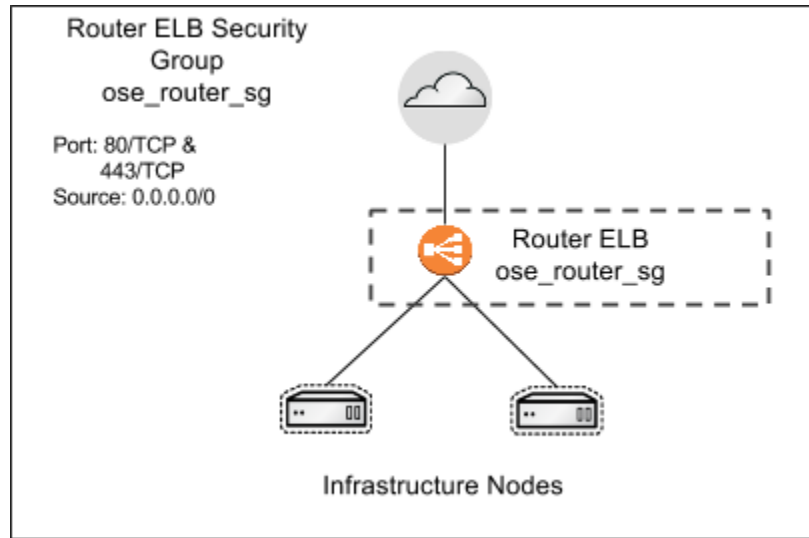 Router ELB Security
Group
ose_router_sg
Port: 80/TCP &
443/TCP
Source: 0.0.0.0/0
Router ELB
ose_router_sg
Infrastructure Nodes